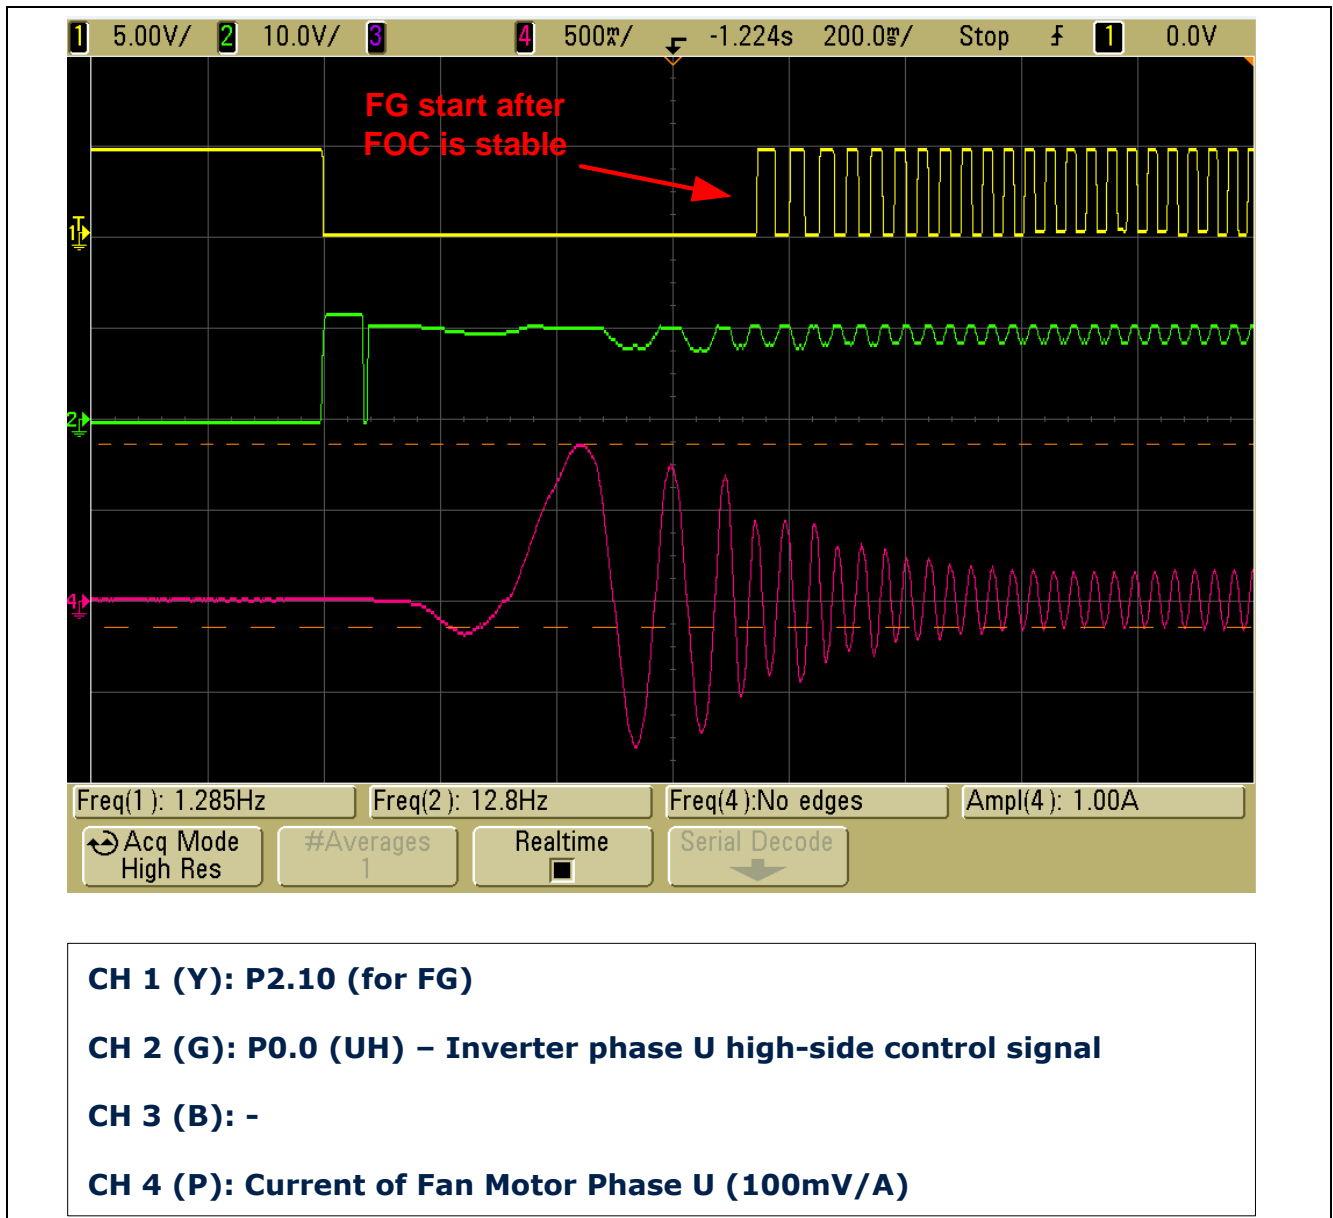 1 5.00V/ 2 10.0V/ 3 4 500mA/ -1.224s 200.0ms/ Stop 1 0.0V
FG start after
FOC is stable
T
1
2
4
Freq(1): 1.285Hz Freq(2): 12.8Hz Freq(4):No edges Ampl(4): 1.00A
Acq Mode #Averages Realtime Serial Decode
High Res 1
CH 1 (Y): P2.10 (for FG)
CH 2 (G): P0.0 (UH) – Inverter phase U high-side control signal
CH 3 (B): -
CH 4 (P): Current of Fan Motor Phase U (100mV/A)